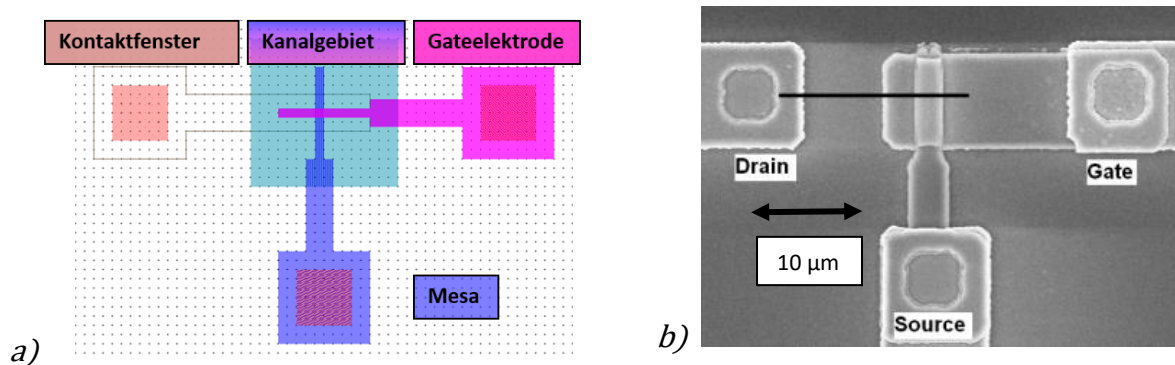 Kontaktfenster
Kanalgebiet
Gateelektrode
Mesa
a)
Drain
Gate
10 µm
Source
b)